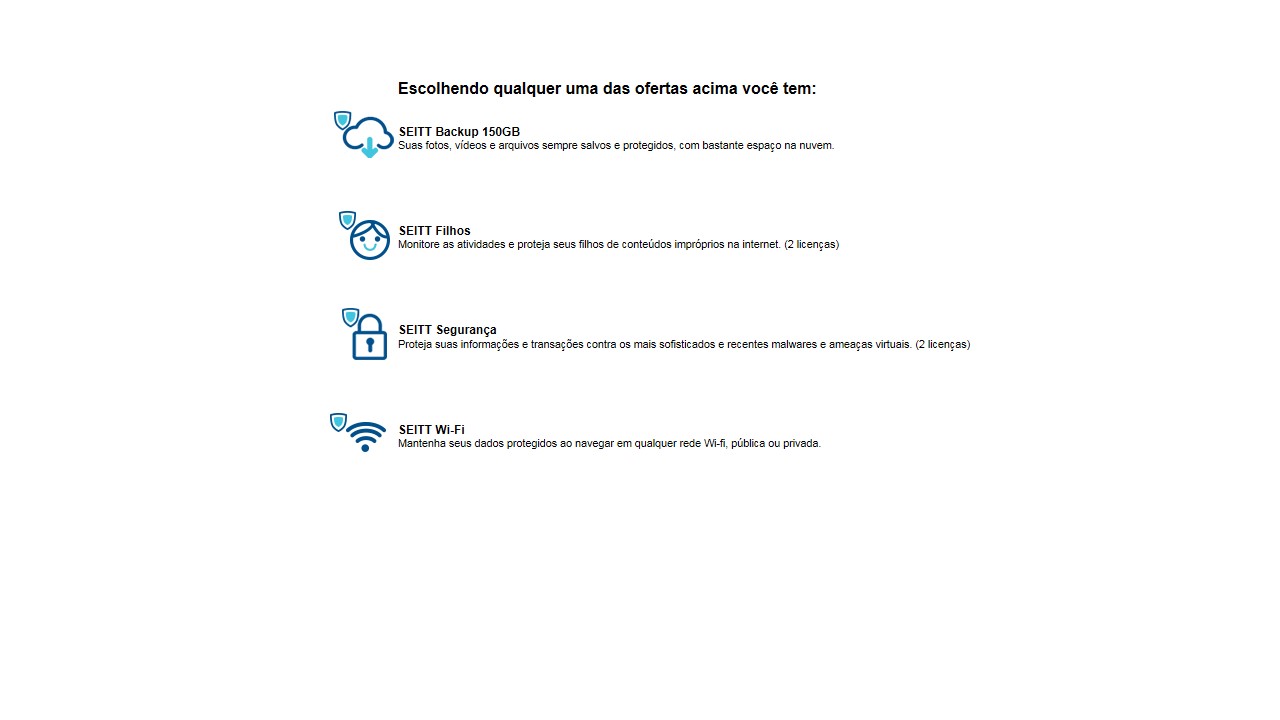 Escolhendo qualquer uma das ofertas acima você tem:
SEITT Backup 150GB
Suas fotos, vídeos e arquivos sempre salvos e protegidos, com bastante espaço na nuvem.
SEITT Filhos
Monitore as atividades e proteja seus filhos de conteúdos impróprios na internet. (2 licenças)
SEITT Segurança
Proteja suas informações e transações contra os mais sofisticados e recentes malwares e ameaças virtuais. (2 licenças)
SEITT Wi-Fi
Mantenha seus dados protegidos ao navegar em qualquer rede Wi-fi, pública ou privada.